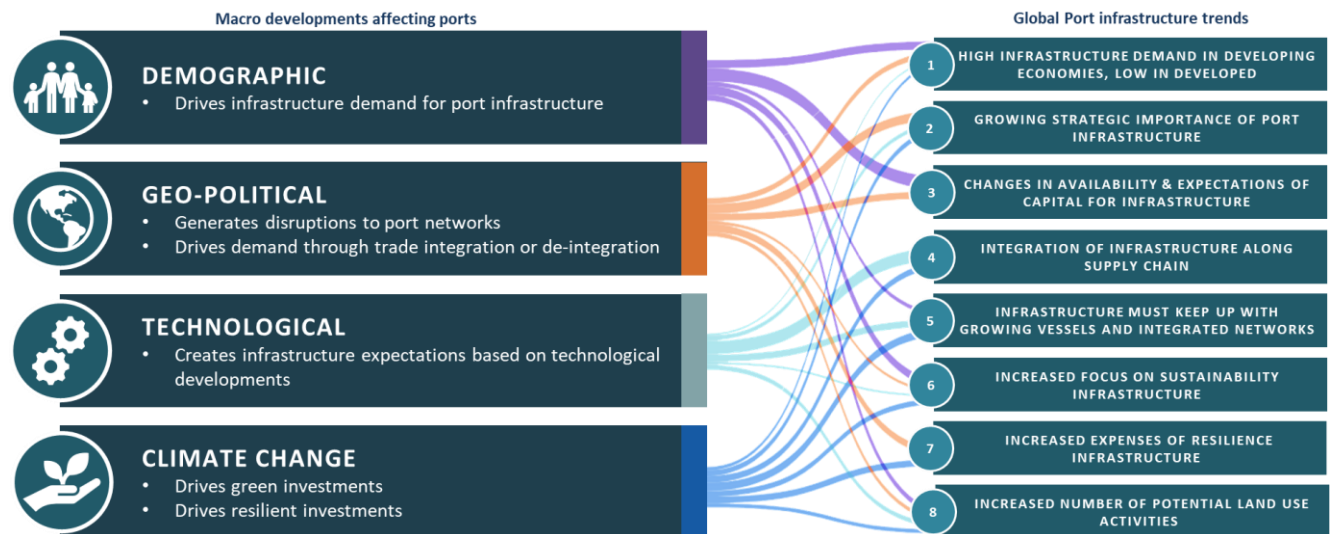 Macro developments affecting ports
DEMOGRAPHIC
• Drives infrastructure demand for port infrastructure
GEO-POLITICAL
• Generates disruptions to port networks
• Drives demand through trade integration or de-integration
TECHNOLOGICAL
• Creates infrastructure expectations based on technological
developments
CLIMATE CHANGE
• Drives green investments
• Drives resilient investments
Global Port infrastructure trends
1
HIGH INFRASTRUCTURE DEMAND IN DEVELOPING
ECONOMIES, LOW IN DEVELOPED
2
GROWING STRATEGIC IMPORTANCE OF PORT
INFRASTRUCTURE
3
CHANGES IN AVAILABILITY & EXPECTATIONS OF
CAPITAL FOR INFRASTRUCTURE
4
INTEGRATION OF INFRASTRUCTURE ALONG
SUPPLY CHAIN
5
INFRASTRUCTURE MUST KEEP UP WITH
GROWING VESSELS AND INTEGRATED NETWORKS
6
INCREASED FOCUS ON SUSTAINABILITY
INFRASTRUCTURE
7
INCREASED EXPENSES OF RESILIENCE
INFRASTRUCTURE
8
INCREASED NUMBER OF POTENTIAL LAND USE
ACTIVITIES